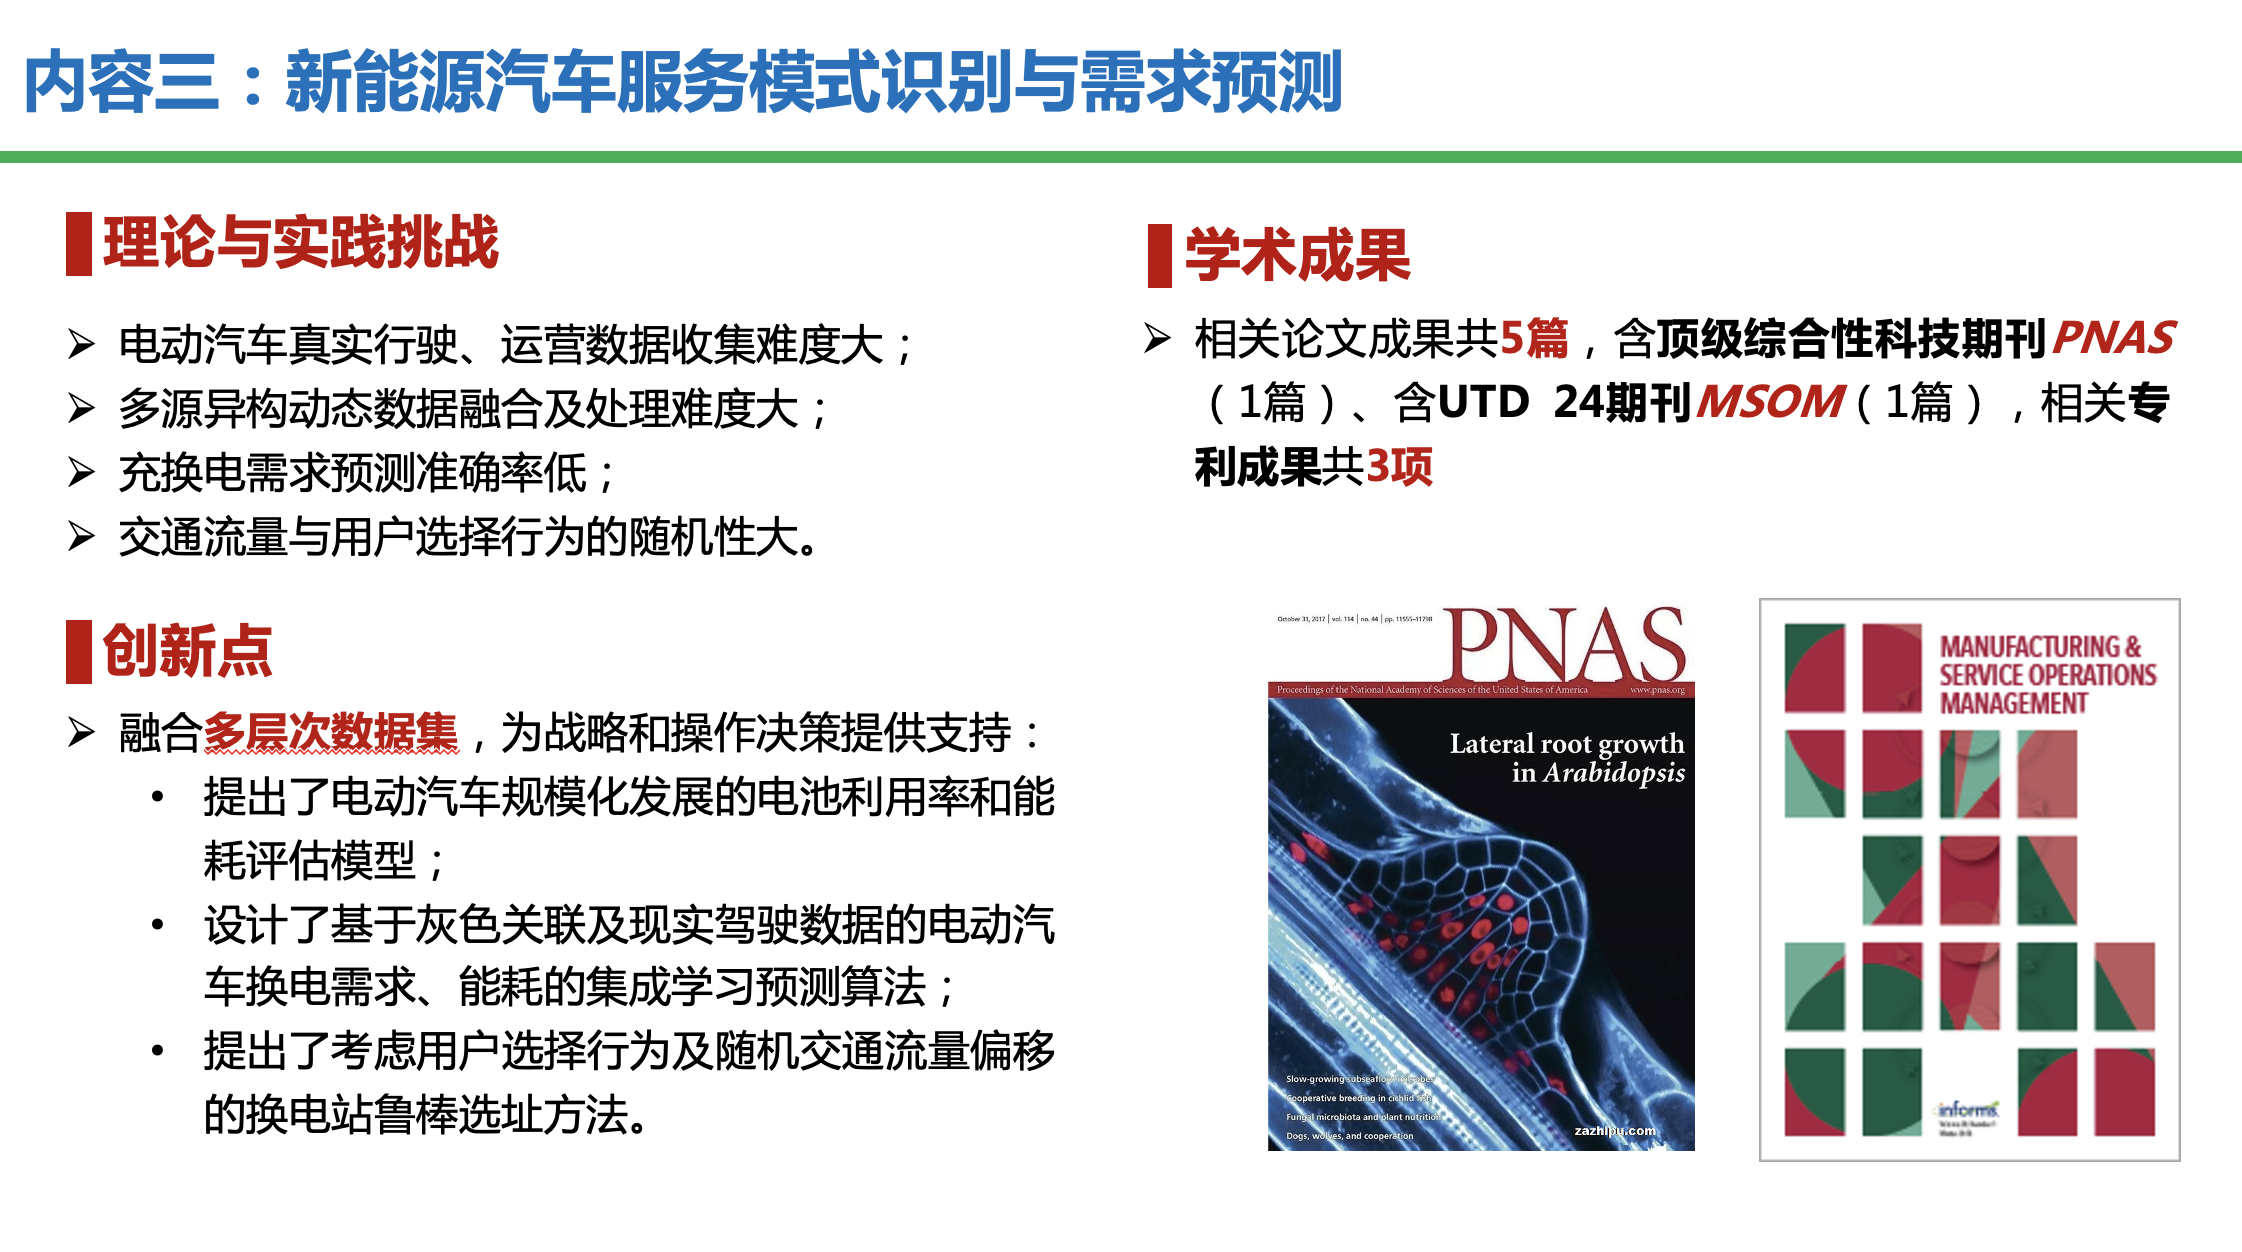 内容三：新能源汽车服务模式识别与需求预测
理论与实践挑战
➢ 电动汽车真实行驶、运营数据收集难度大；
➢ 多源异构动态数据融合及处理难度大；
➢ 充换电需求预测准确率低；
➢ 交通流量与用户选择行为的随机性大。
创新点
➢ 融合多层次数据集，为战略和操作决策提供支持：
• 提出了电动汽车规模化发展的电池利用率和能
耗评估模型；
• 设计了基于灰色关联及现实驾驶数据的电动汽
车换电需求、能耗的集成学习预测算法；
• 提出了考虑用户选择行为及随机交通流量偏移
的换电站鲁棒选址方法。
学术成果
➢ 相关论文成果共5篇，含顶级综合性科技期刊PNAS
（1篇）、含UTD 24期刊MSOM（1篇），相关专
利成果共3项
October 31, 2017 | vol. 114 | no. 44 | pp. 11555–11798
PNAS
Proceedings of the National Academy of Sciences of the United States of America www.pnas.org
Lateral root growth
in Arabidopsis
Slow-growing subseafloor microbes
Cooperative breeding in cichlid fish
Fungal microbiota and plant nutrition
Dogs, wolves, and cooperation
zazhipu.com
MANUFACTURING &
SERVICE OPERATIONS
MANAGEMENT
informs